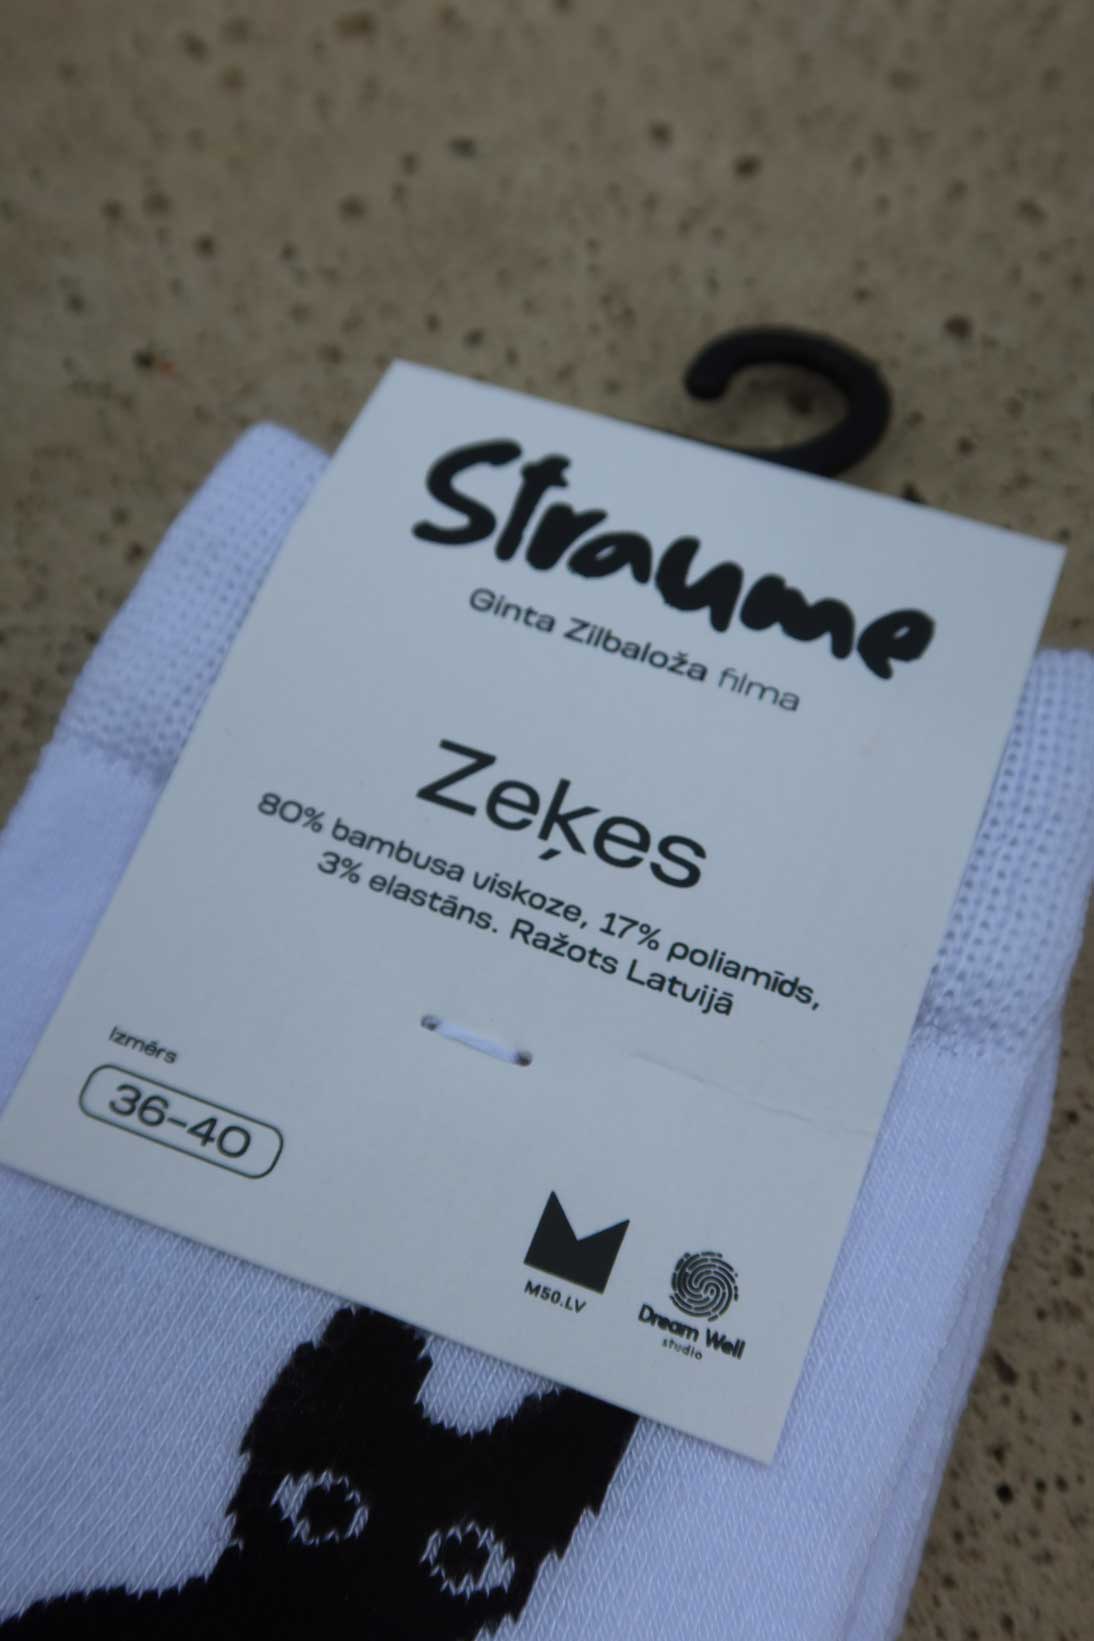 Straume
Ginta Zilbaloža filma
Zeķes
80% bambusa viskoze, 17% poliamīds,
3% elastāns. Ražots Latvijā
Izmērs
36-40
M50.LV
Dream Well
studio